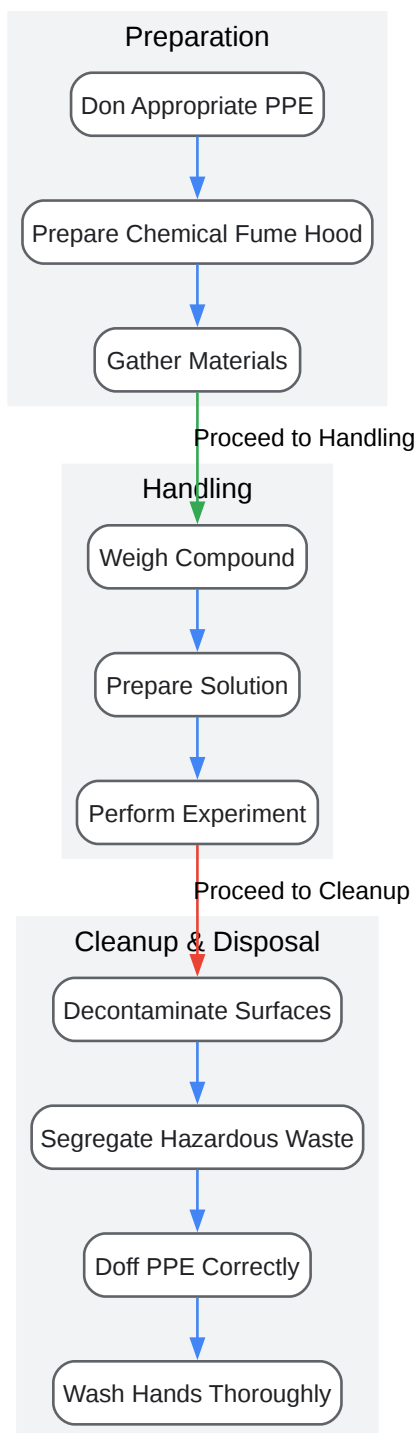 Preparation
Don Appropriate PPE
Prepare Chemical Fume Hood
Gather Materials
Proceed to Handling
Handling
Weigh Compound
Prepare Solution
Perform Experiment
Proceed to Cleanup
Cleanup & Disposal
Decontaminate Surfaces
Segregate Hazardous Waste
Doff PPE Correctly
Wash Hands Thoroughly